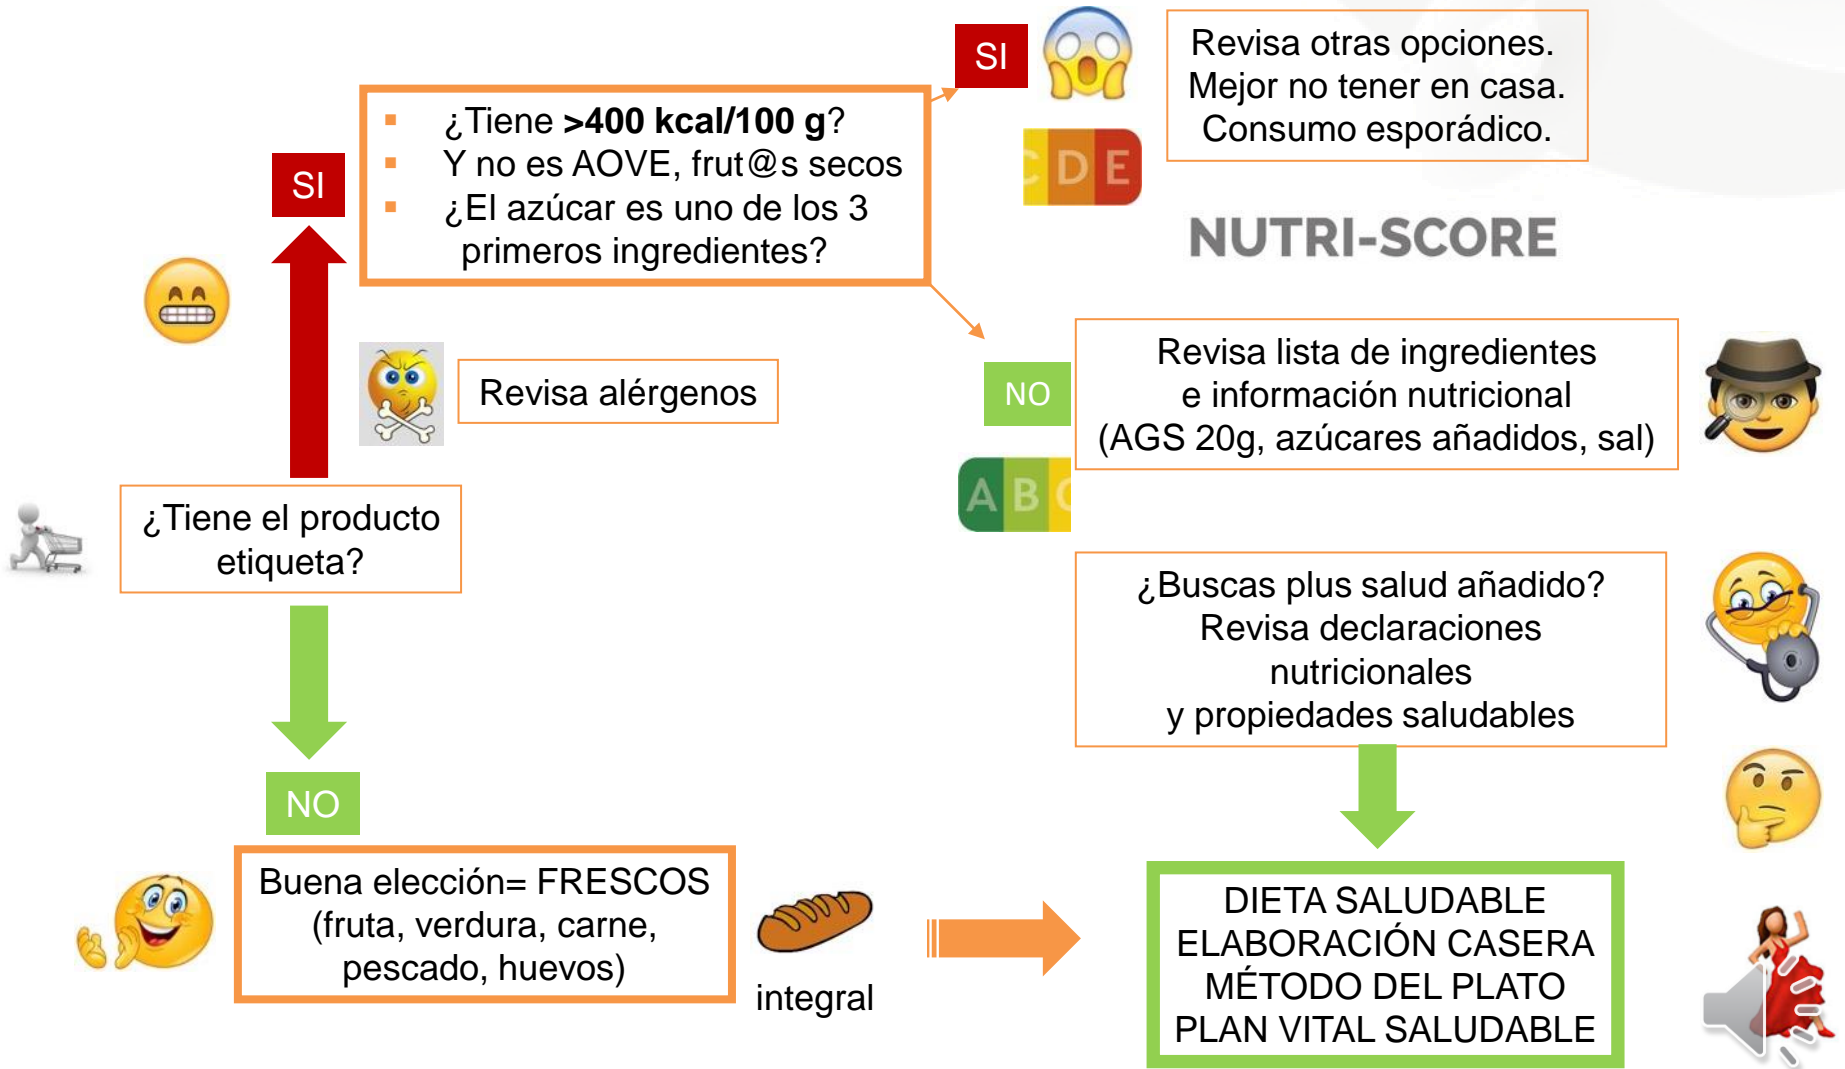 SI
Revisa otras opciones.
Mejor no tener en casa.
Consumo esporádico.
¿Tiene >400 kcal/100 g?
Y no es AOVE, frut@s secos
¿El azúcar es uno de los 3
primeros ingredientes?
SI
C D E
NUTRI-SCORE
Revisa alérgenos
NO
Revisa lista de ingredientes
e información nutricional
(AGS 20g, azúcares añadidos, sal)
A B C
¿Tiene el producto
etiqueta?
¿Buscas plus salud añadido?
Revisa declaraciones
nutricionales
y propiedades saludables
NO
Buena elección= FRESCOS
(fruta, verdura, carne,
pescado, huevos)
integral
DIETA SALUDABLE
ELABORACIÓN CASERA
MÉTODO DEL PLATO
PLAN VITAL SALUDABLE